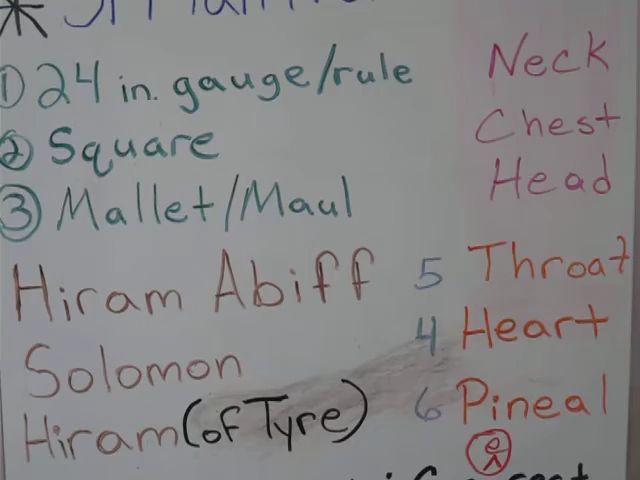 ① 24 in. gauge/rule Neck
② Square Chest
③ Mallet/Maul Head
Hiram Abiff 5 Throat
Solomon 4 Heart
Hiram (of Tyre) 6 Pineal